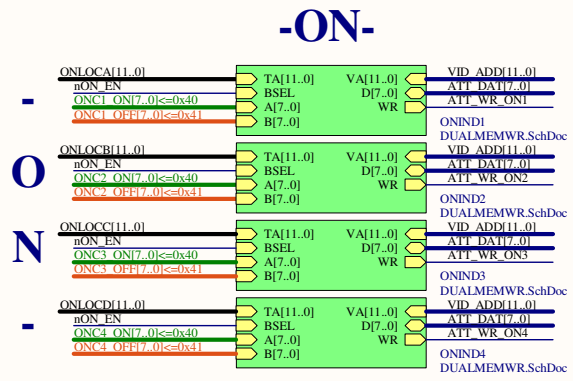 -ON-
-
O
N
-
ONLOCA[11..0]
nON_EN
ONC1_ON[7..0]<=0x40
ONC1_OFF[7..0]<=0x41
TA[11..0] VA[11..0]
BSEL D[7..0]
A[7..0] WR
B[7..0]
VID_ADD[11..0]
ATT_DAT[7..0]
ATT_WR_ON1
ONIND1
DUALMEMWR.SchDoc
ONLOCB[11..0]
nON_EN
ONC2_ON[7..0]<=0x40
ONC2_OFF[7..0]<=0x41
TA[11..0] VA[11..0]
BSEL D[7..0]
A[7..0] WR
B[7..0]
VID_ADD[11..0]
ATT_DAT[7..0]
ATT_WR_ON2
ONIND2
DUALMEMWR.SchDoc
ONLOCC[11..0]
nON_EN
ONC3_ON[7..0]<=0x40
ONC3_OFF[7..0]<=0x41
TA[11..0] VA[11..0]
BSEL D[7..0]
A[7..0] WR
B[7..0]
VID_ADD[11..0]
ATT_DAT[7..0]
ATT_WR_ON3
ONIND3
DUALMEMWR.SchDoc
ONLOCD[11..0]
nON_EN
ONC4_ON[7..0]<=0x40
ONC4_OFF[7..0]<=0x41
TA[11..0] VA[11..0]
BSEL D[7..0]
A[7..0] WR
B[7..0]
VID_ADD[11..0]
ATT_DAT[7..0]
ATT_WR_ON4
ONIND4
DUALMEMWR.SchDoc